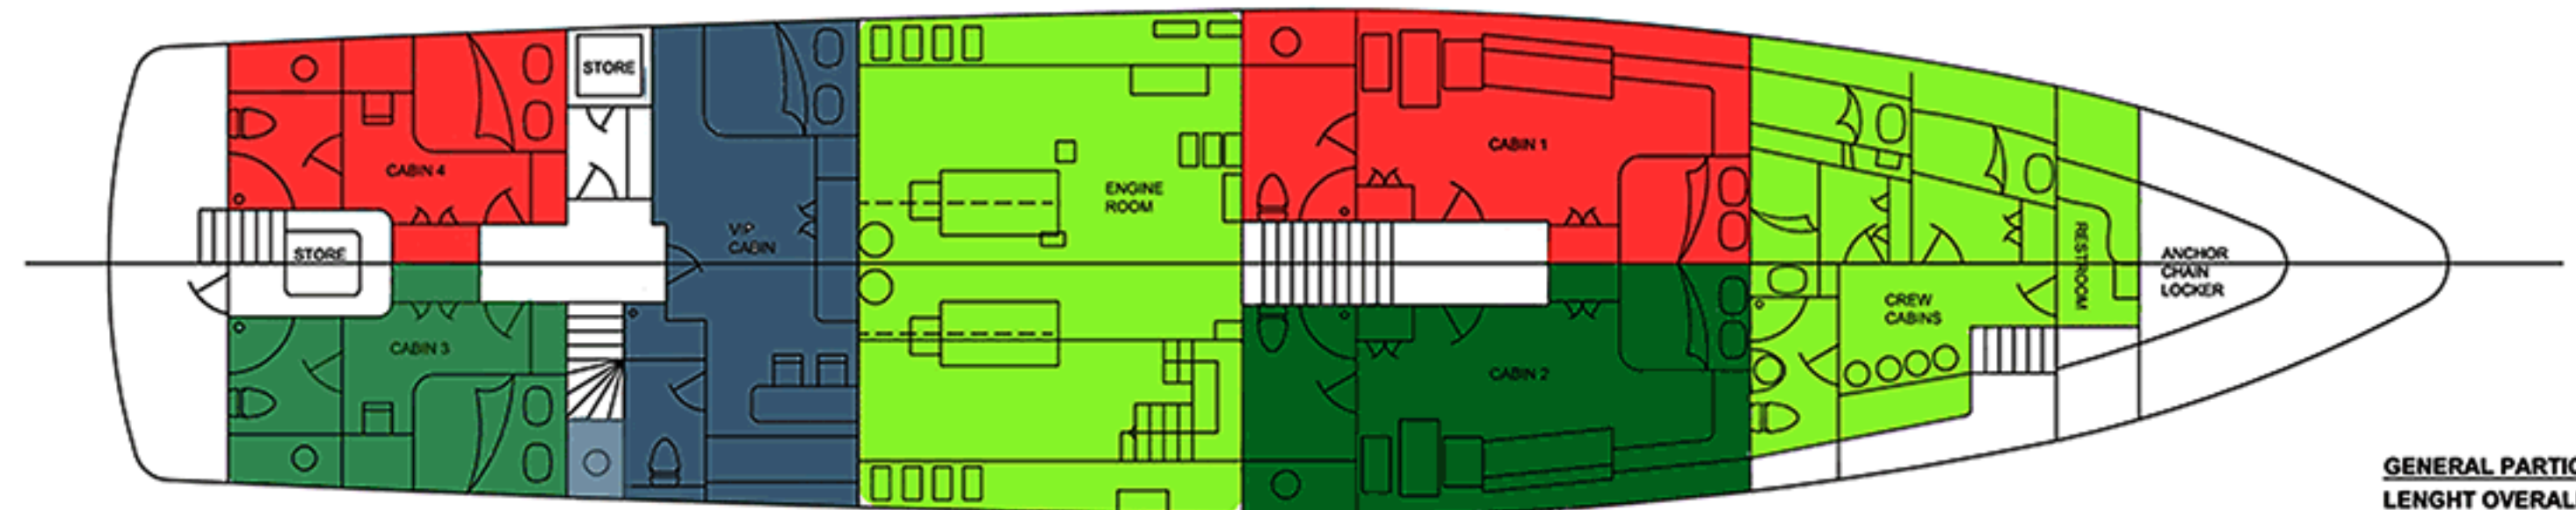 STORE
CABIN 4
CABIN 1
ENGINE
ROOM
VIP
CABIN
STORE
RESTROOM
ANCHOR
CHAIN
LOCKER
CREW
CABINS
CABIN 3
CABIN 2
GENERAL PARTIC
LENGHT OVERAL